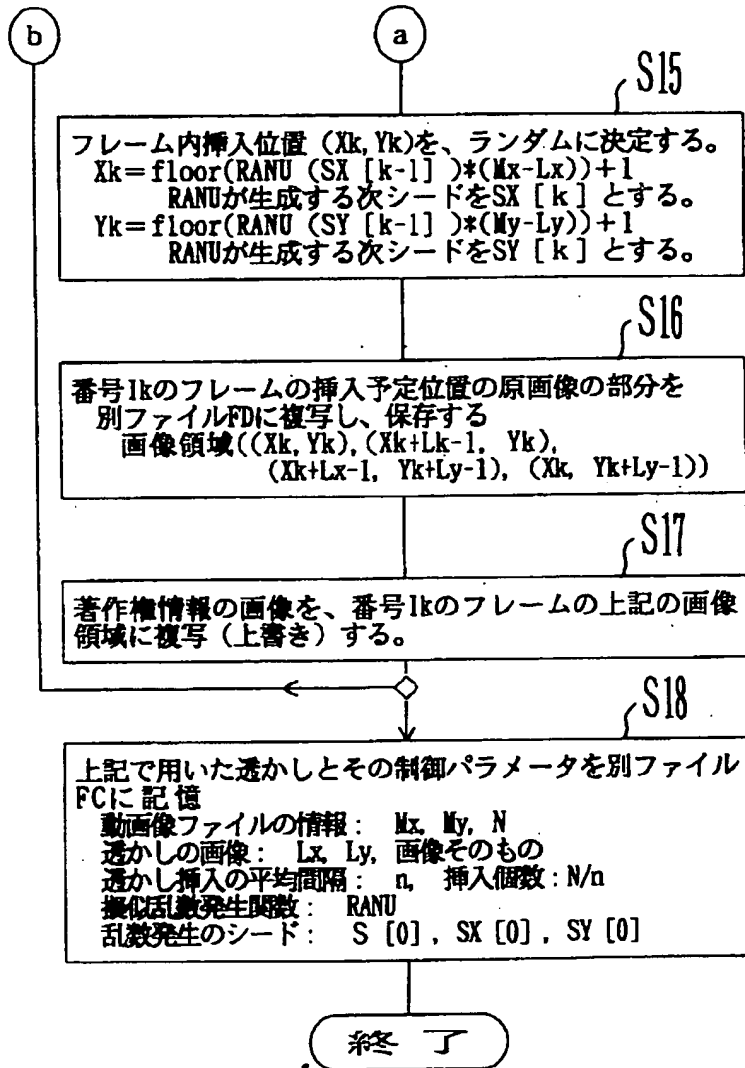 b
a
S15
フレーム内挿入位置 (Xk,Yk)を、ランダムに決定する。
Xk=floor(RANU (SX [k-1] )*(Mx-Lx))+1
RANUが生成する次シードをSX [k] とする。
Yk=floor(RANU (SY [k-1] )*(My-Ly))+1
RANUが生成する次シードをSY [k] とする。
S16
番号Ikのフレームの挿入予定位置の原画像の部分を
別ファイルFDに複写し、保存する
画像領域((Xk,Yk),(Xk+Lk-1, Yk),
(Xk+Lx-1, Yk+Ly-1), (Xk, Yk+Ly-1))
S17
著作権情報の画像を、番号Ikのフレームの上記の画像
領域に複写（上書き）する。
S18
上記で用いた透かしとその制御パラメータを別ファイル
FCに記憶
動画像ファイルの情報： Mx, My, N
透かしの画像： Lx, Ly, 画像そのもの
透かし挿入の平均間隔： n, 挿入個数：N/n
擬似乱数発生関数： RANU
乱数発生のシード： S [0] , SX [0] , SY [0]
終 了